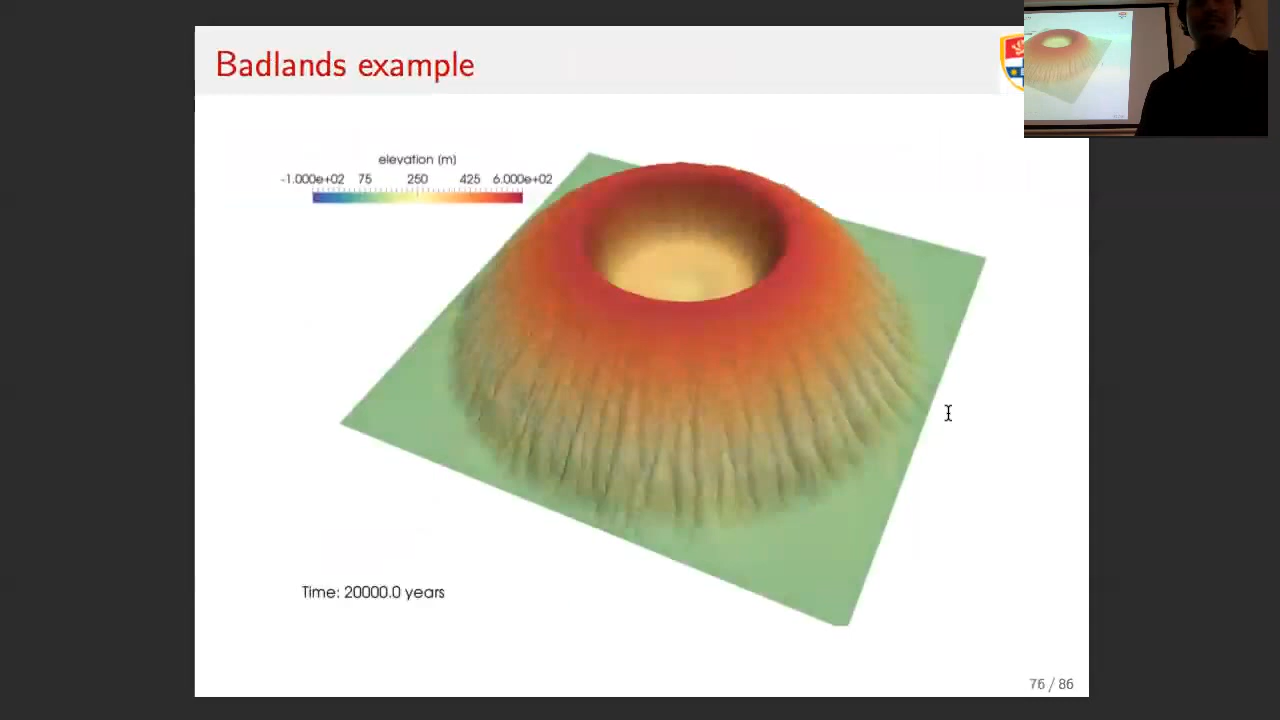 Badlands example
elevation (m)
-1.000e+02 75 250 425 6.000e+02
Time: 20000.0 years
76 / 86